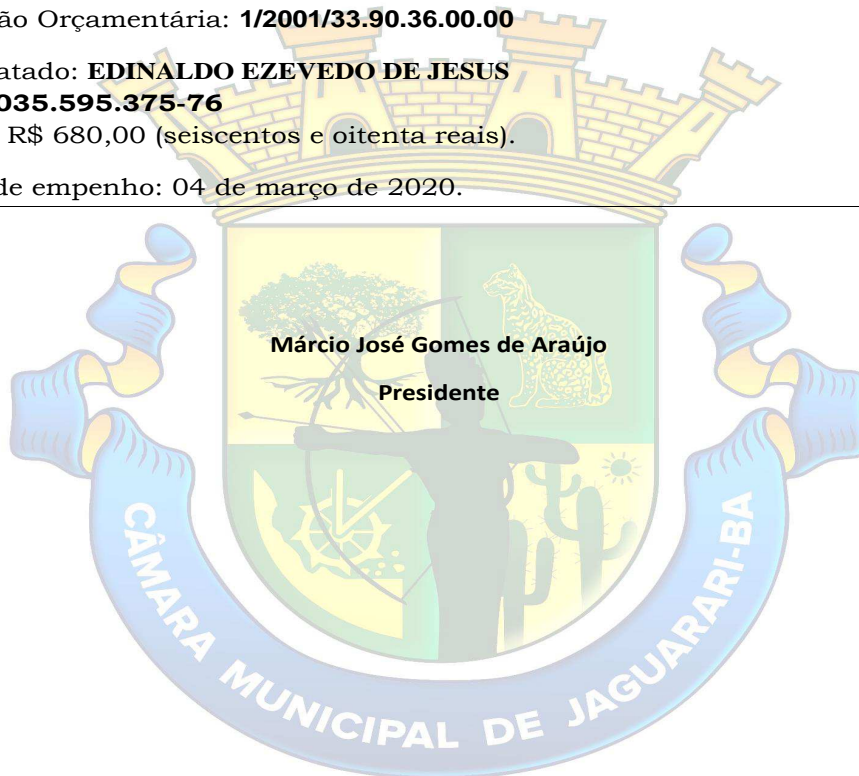 ão Orçamentária: 1/2001/33.90.36.00.00
atado: EDINALDO EZEVEDO DE JESUS
035.595.375-76
R$ 680,00 (seiscentos e oitenta reais).
de empenho: 04 de março de 2020.
Márcio José Gomes de Araújo
Presidente
CÂMARA MUNICIPAL DE JAGUARARI-BA